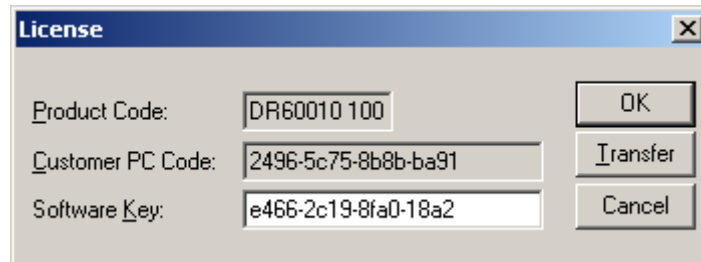 License
Product Code: DR60010 100 OK
Customer PC Code: 2496-5c75-8b8b-ba91 Transfer
Software Key: e466-2c19-8fa0-18a2 Cancel